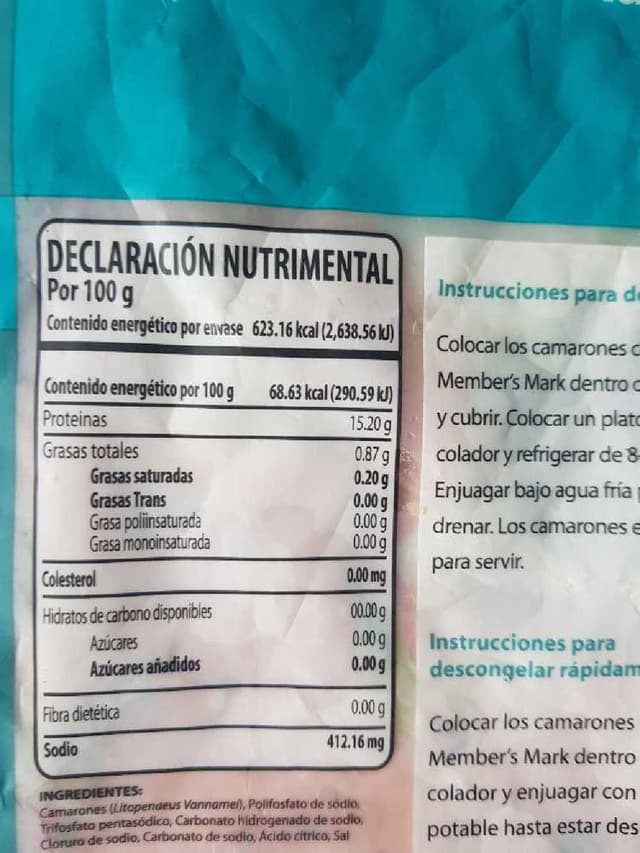 DECLARACIÓN NUTRIMENTAL
Por 100 g
Contenido energético por envase 623.16 kcal (2,638.56 kJ)
Contenido energético por 100 g 68.63 kcal (290.59 kJ)
Proteinas 15.20 g
Grasas totales 0.87 g
Grasas saturadas 0.20 g
Grasas Trans 0.00 g
Grasa poliinsaturada 0.00 g
Grasa monoinsaturada 0.00 g
Colesterol 0.00 mg
Hidratos de carbono disponibles 00.00 g
Azúcares 0.00 g
Azúcares añadidos 0.00 g
Fibra dietética 0.00 g
Sodio 412.16 mg
INGREDIENTES:
Camarones (Litopenaeus Vannamei), Polifosfato de sodio,
Trifosfato pentasódico, Carbonato hidrogenado de sodio,
Cloruro de sodio, Carbonato de sodio, Ácido cítrico, Sal
Instrucciones para
Colocar los camarones
Member's Mark dentro
y cubrir. Colocar un plato
colador y refrigerar de 8-
Enjuagar bajo agua fría
drenar. Los camarones
para servir.
Instrucciones para
descongelar rápidam
Colocar los camarones
Member's Mark dentro
colador y enjuagar con
potable hasta estar des